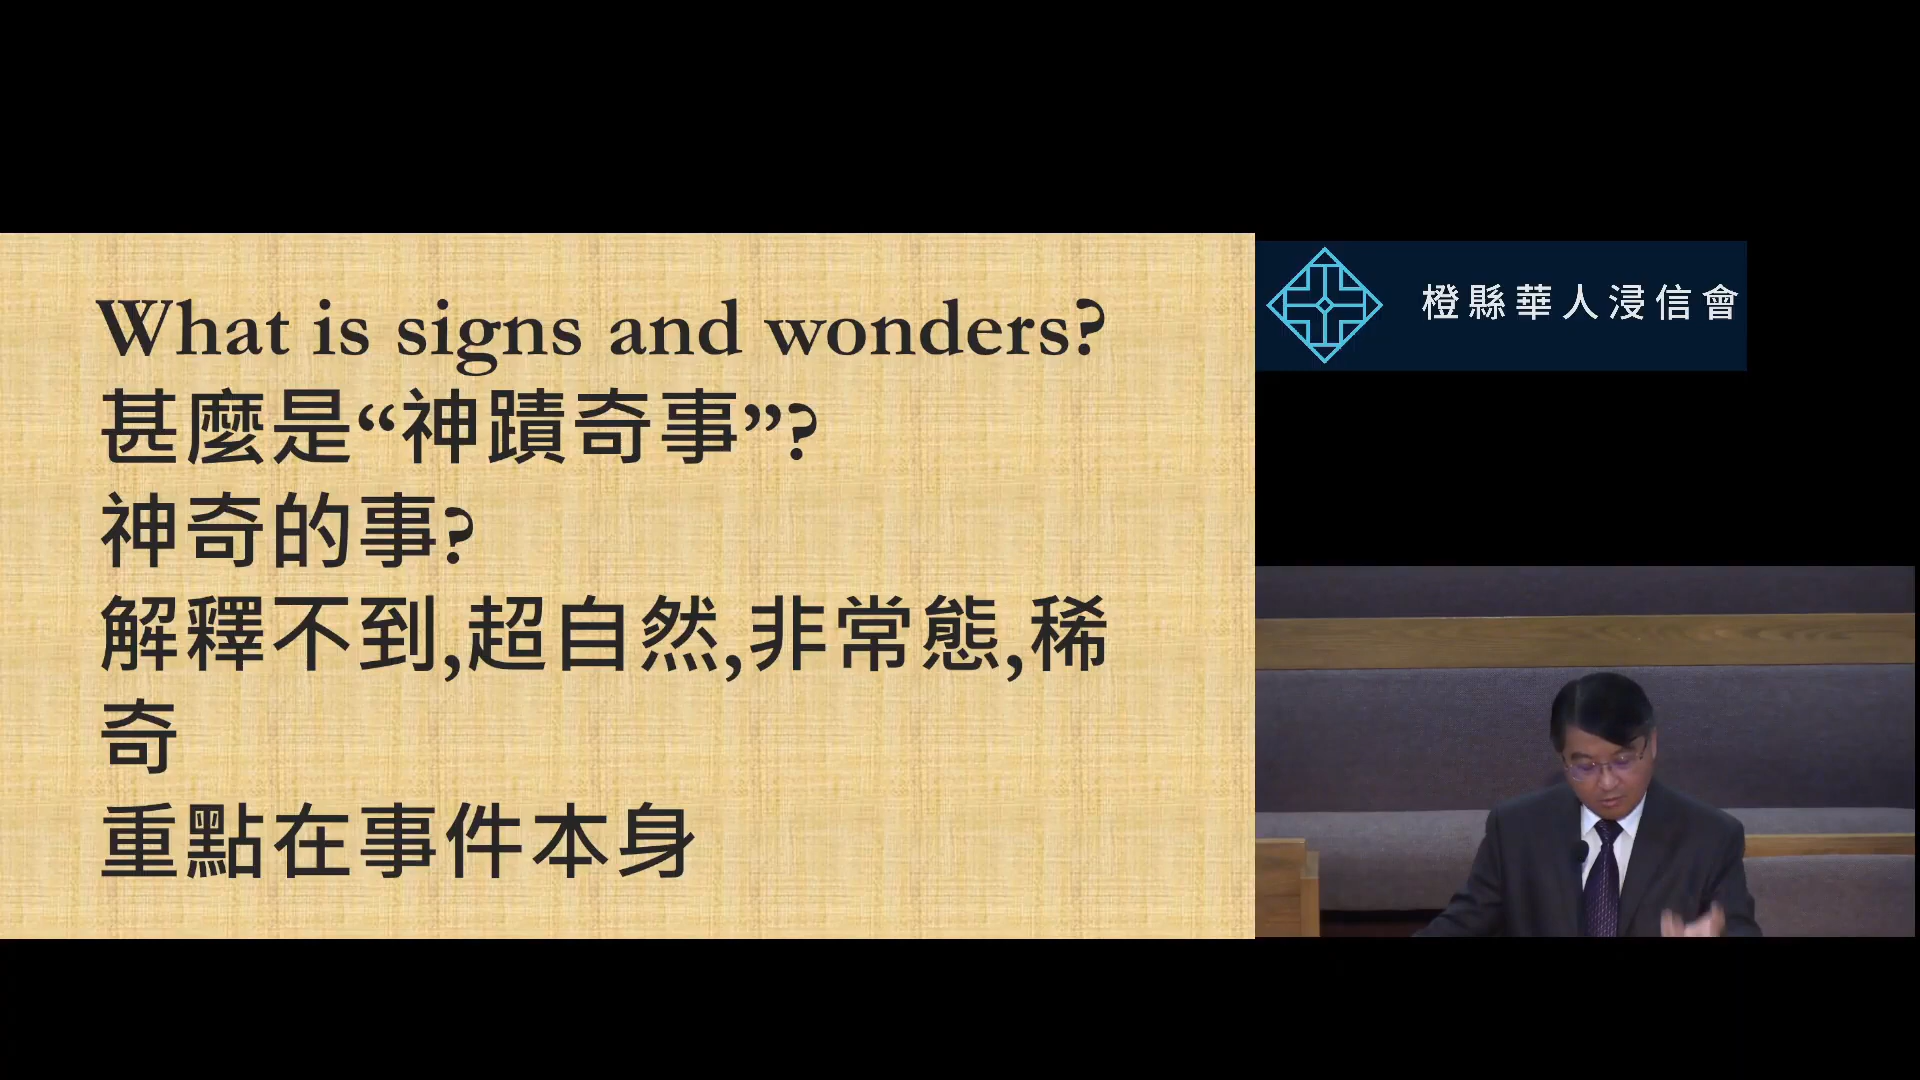 What is signs and wonders?
甚麼是“神蹟奇事”?
神奇的事?
解釋不到,超自然,非常態,稀
奇
重點在事件本身
橙縣華人浸信會